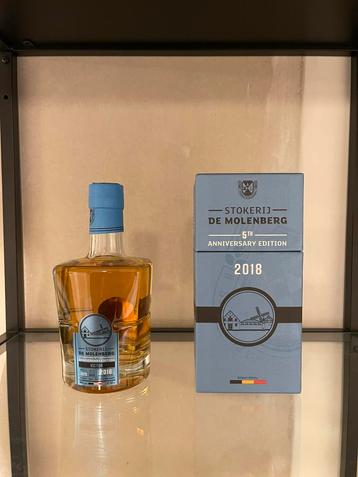 STOKERIJ
DE MOLENBERG
2018
STOKERIJ
DE MOLENBERG
5TH
ANNIVERSARY EDITION
2018